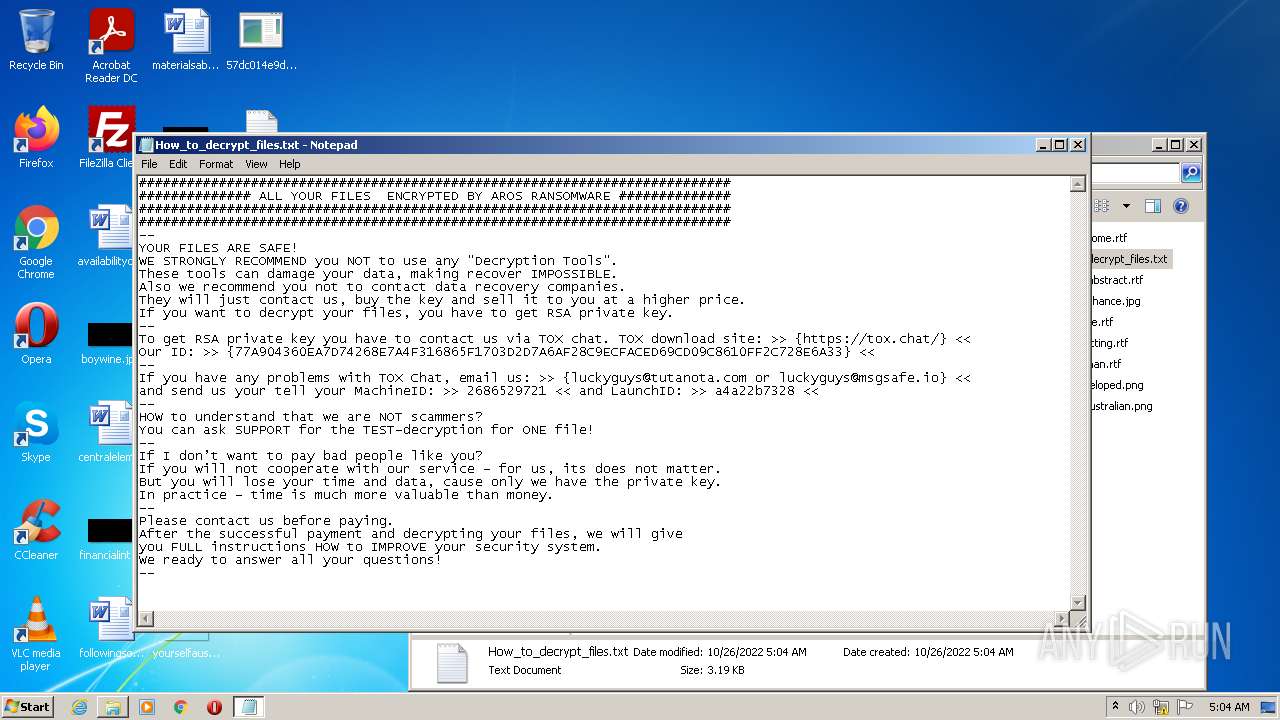 Recycle Bin
Acrobat
Reader DC
materialsab...
57dc014e9d...
Firefox
FileZilla Clie
Google
Chrome
availabilityc
Opera
boywine.jp
Skype
centralelem
CCleaner
financialint
VLC media
player
followingso...
yourselfaus...
How_to_decrypt_files.txt - Notepad
File Edit Format View Help
##########################################################################
############## ALL YOUR FILES  ENCRYPTED BY AROS RANSOMWARE ##############
##########################################################################
##########################################################################
--
YOUR FILES ARE SAFE!
WE STRONGLY RECOMMEND you NOT to use any "Decryption Tools".
These tools can damage your data, making recover IMPOSSIBLE.
Also we recommend you not to contact data recovery companies.
They will just contact us, buy the key and sell it to you at a higher price.
If you want to decrypt your files, you have to get RSA private key.
--
To get RSA private key you have to contact us via TOX chat. TOX download site: >> {https://tox.chat/} <<
Our ID: >> <<
--
If you have any problems with TOX Chat, email us: >> {luckyguys@tutanota.com or luckyguys@msgsafe.io} <<
and send us your tell your MachineID: >> 2686529721 << and LaunchID: >> a4a22b7328 <<
--
HOW to understand that we are NOT scammers?
You can ask SUPPORT for the TEST-decryption for ONE file!
--
If I don't want to pay bad people like you?
If you will not cooperate with our service – for us, its does not matter.
But you will lose your time and data, cause only we have the private key.
In practice – time is much more valuable than money.
--
Please contact us before paying.
After the successful payment and decrypting your files, we will give
you FULL instructions HOW to IMPROVE your security system.
We ready to answer all your questions!
--
ome.rtf
decrypt_files.txt
abstract.rtf
hance.jpg
e.rtf
cting.rtf
nan.rtf
eloped.png
ustralian.png
How_to_decrypt_files.txt Date modified: 10/26/2022 5:04 AM Date created: 10/26/2022 5:04 AM
Text Document Size: 3.19 KB
ANY RUN
Start
5:04 AM